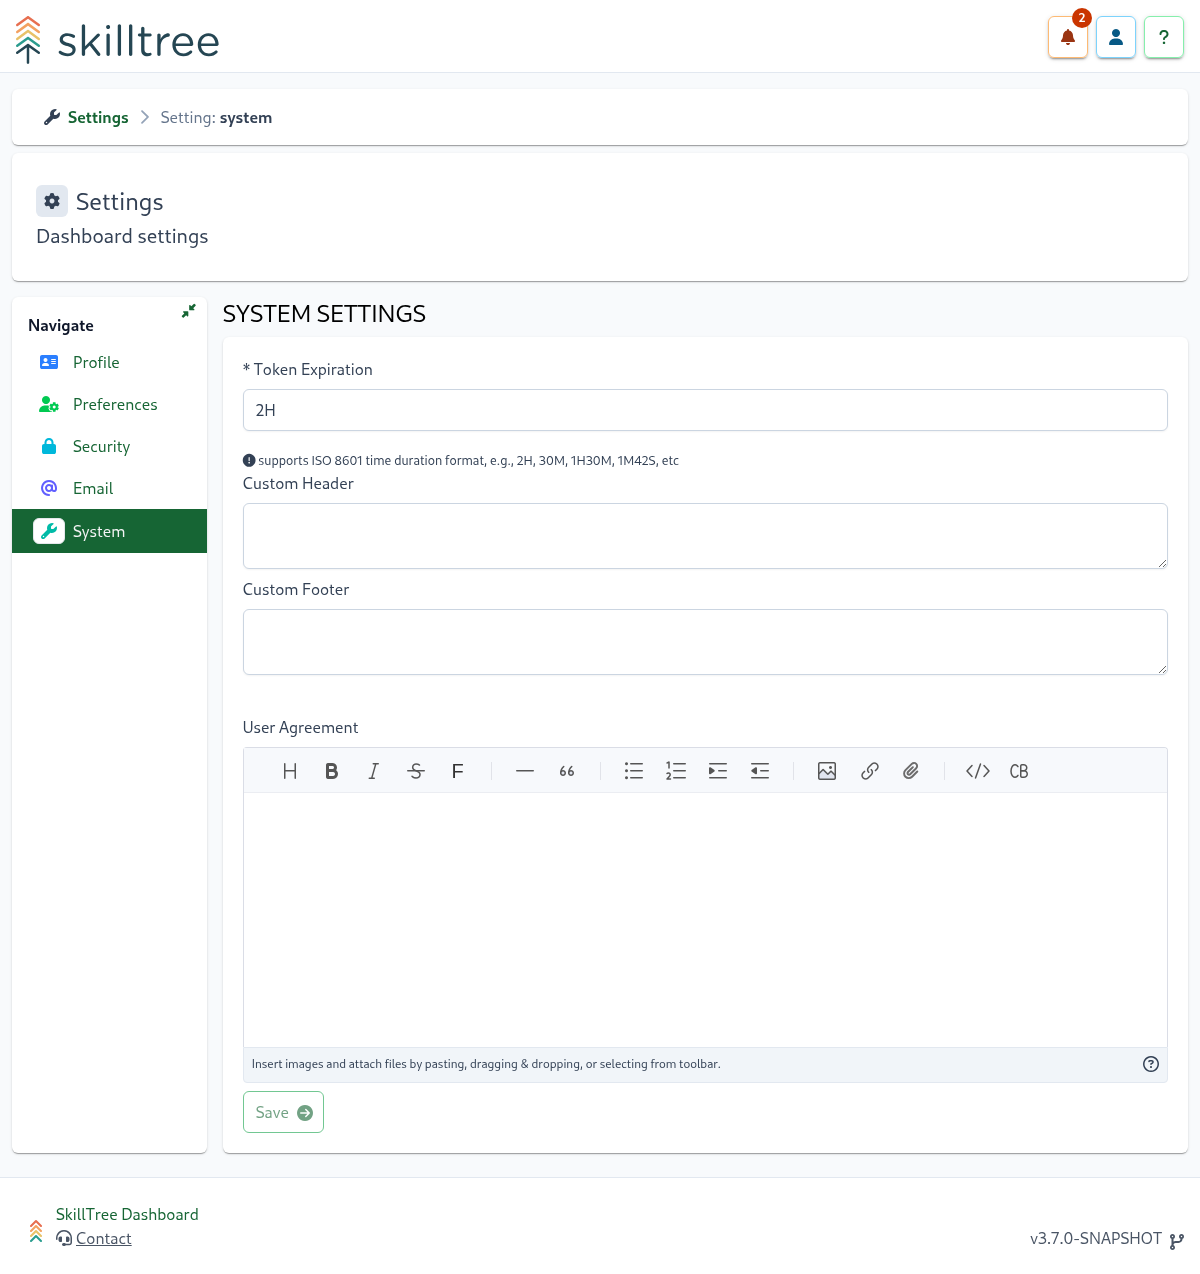 skilltree
2
?
Settings > Setting: system
Settings
Dashboard settings
Navigate
Profile
Preferences
Security
@ Email
System
SYSTEM SETTINGS
* Token Expiration
2H
supports ISO 8601 time duration format, e.g., 2H, 30M, 1H30M, 1M42S, etc
Custom Header
Custom Footer
User Agreement
H B I S F — 66 </> CB
Insert images and attach files by pasting, dragging & dropping, or selecting from toolbar.
Save
SkillTree Dashboard
Contact
v3.7.0-SNAPSHOT